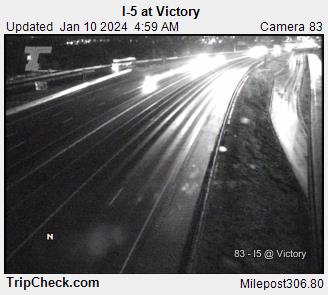 I-5 at Victory
Updated Jan 10 2024 4:59 AM Camera 83
N
83 - I5 @ Victory
TripCheck.com Milepost306.80